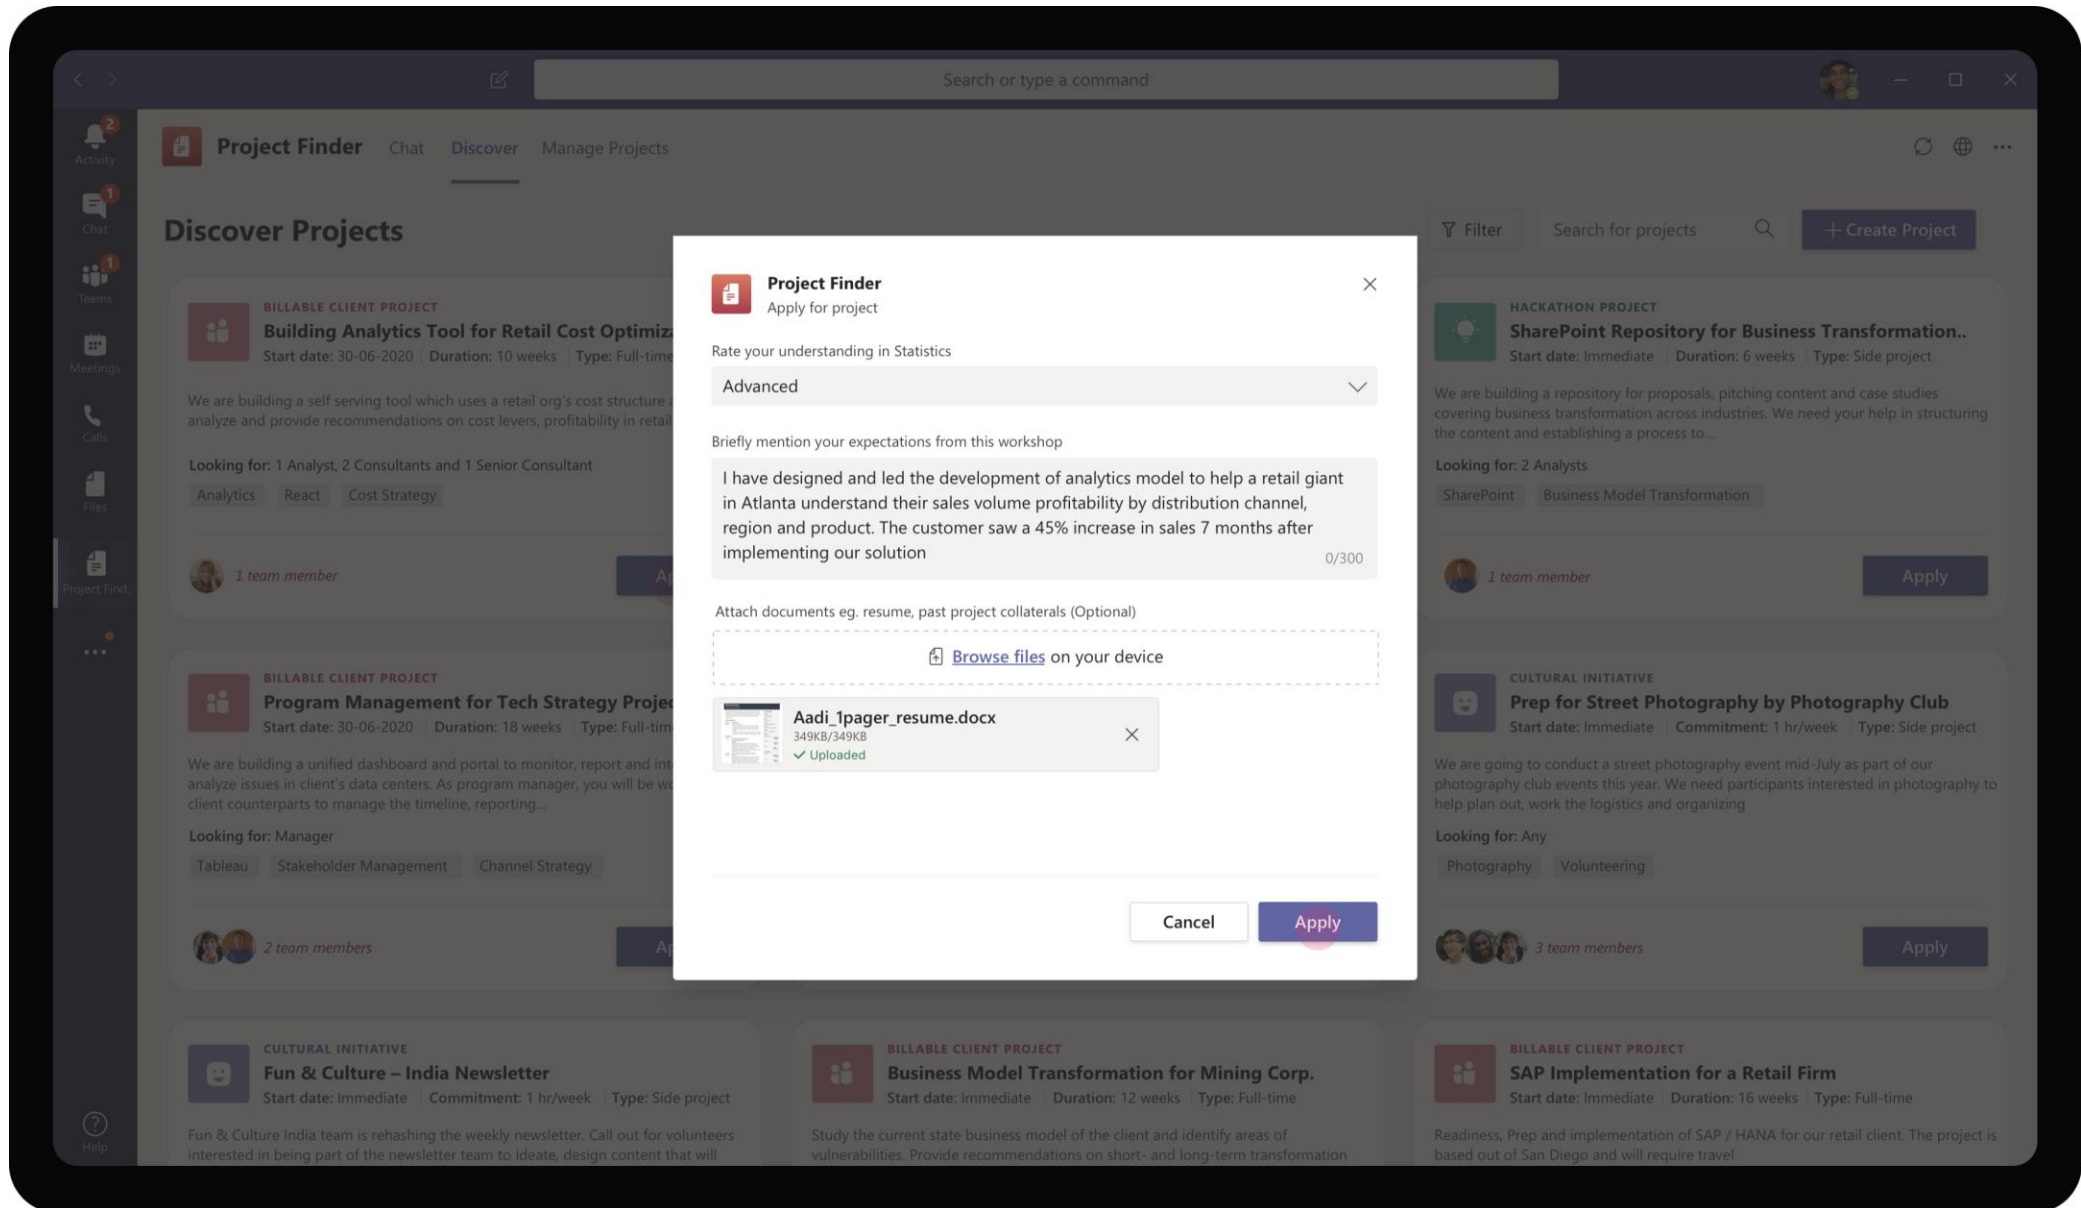 Search or type a command
2
Activity
1
Chat
1
Teams
Meetings
Calls
Files
Project Find..
Help
Project Finder Chat Discover Manage Projects
Discover Projects
Filter Search for projects + Create Project
BILLABLE CLIENT PROJECT
Building Analytics Tool for Retail Cost Optimiz
Start date: 30-06-2020 Duration: 10 weeks Type: Full-time
We are building a self serving tool which uses a retail org's cost structure
analyze and provide recommendations on cost levers, profitability in retail
Looking for: 1 Analyst, 2 Consultants and 1 Senior Consultant
Analytics React Cost Strategy
1 team member
HACKATHON PROJECT
SharePoint Repository for Business Transformation..
Start date: Immediate Duration: 6 weeks Type: Side project
We are building a repository for proposals, pitching content and case studies
covering business transformation across industries. We need your help in structuring
the content and establishing a process to...
Looking for: 2 Analysts
SharePoint Business Model Transformation
1 team member Apply
Project Finder
Apply for project
Rate your understanding in Statistics
Advanced
Briefly mention your expectations from this workshop
I have designed and led the development of analytics model to help a retail giant
in Atlanta understand their sales volume profitability by distribution channel,
region and product. The customer saw a 45% increase in sales 7 months after
implementing our solution
0/300
Attach documents eg. resume, past project collaterals (Optional)
Browse files on your device
Aadi_1pager_resume.docx
349KB/349KB
Uploaded
Cancel Apply
BILLABLE CLIENT PROJECT
Program Management for Tech Strategy Projec
Start date: 30-06-2020 Duration: 18 weeks Type: Full-tim
We are building a unified dashboard and portal to monitor, report and int
analyze issues in client's data centers. As program manager, you will be w
client counterparts to manage the timeline, reporting...
Looking for: Manager
Tableau Stakeholder Management Channel Strategy
2 team members
CULTURAL INITIATIVE
Prep for Street Photography by Photography Club
Start date: Immediate Commitment: 1 hr/week Type: Side project
We are going to conduct a street photography event mid-July as part of our
photography club events this year. We need participants interested in photography to
help plan out, work the logistics and organizing
Looking for: Any
Photography Volunteering
3 team members Apply
CULTURAL INITIATIVE
Fun & Culture – India Newsletter
Start date: Immediate Commitment: 1 hr/week Type: Side project
Fun & Culture India team is rehashing the weekly newsletter. Call out for volunteers
interested in being part of the newsletter team to ideate, design content that will
BILLABLE CLIENT PROJECT
Business Model Transformation for Mining Corp.
Start date: Immediate Duration: 12 weeks Type: Full-time
Study the current state business model of the client and identify areas of
vulnerabilities. Provide recommendations on short- and long-term transformation
BILLABLE CLIENT PROJECT
SAP Implementation for a Retail Firm
Start date: Immediate Duration: 16 weeks Type: Full-time
Readiness, Prep and implementation of SAP / HANA for our retail client. The project is
based out of San Diego and will require travel